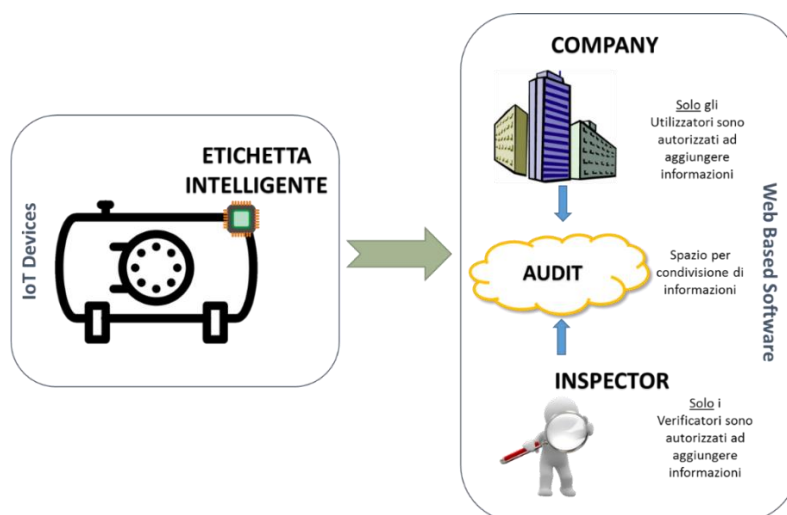 IoT Devices
ETICHETTA
INTELLIGENTE
COMPANY
Solo gli
Utilizzatori sono
autorizzati ad
aggiungere
informazioni
AUDIT
Spazio per
condivisione di
informazioni
INSPECTOR
Solo i
Verificatori sono
autorizzati ad
aggiungere
informazioni
Web Based Software